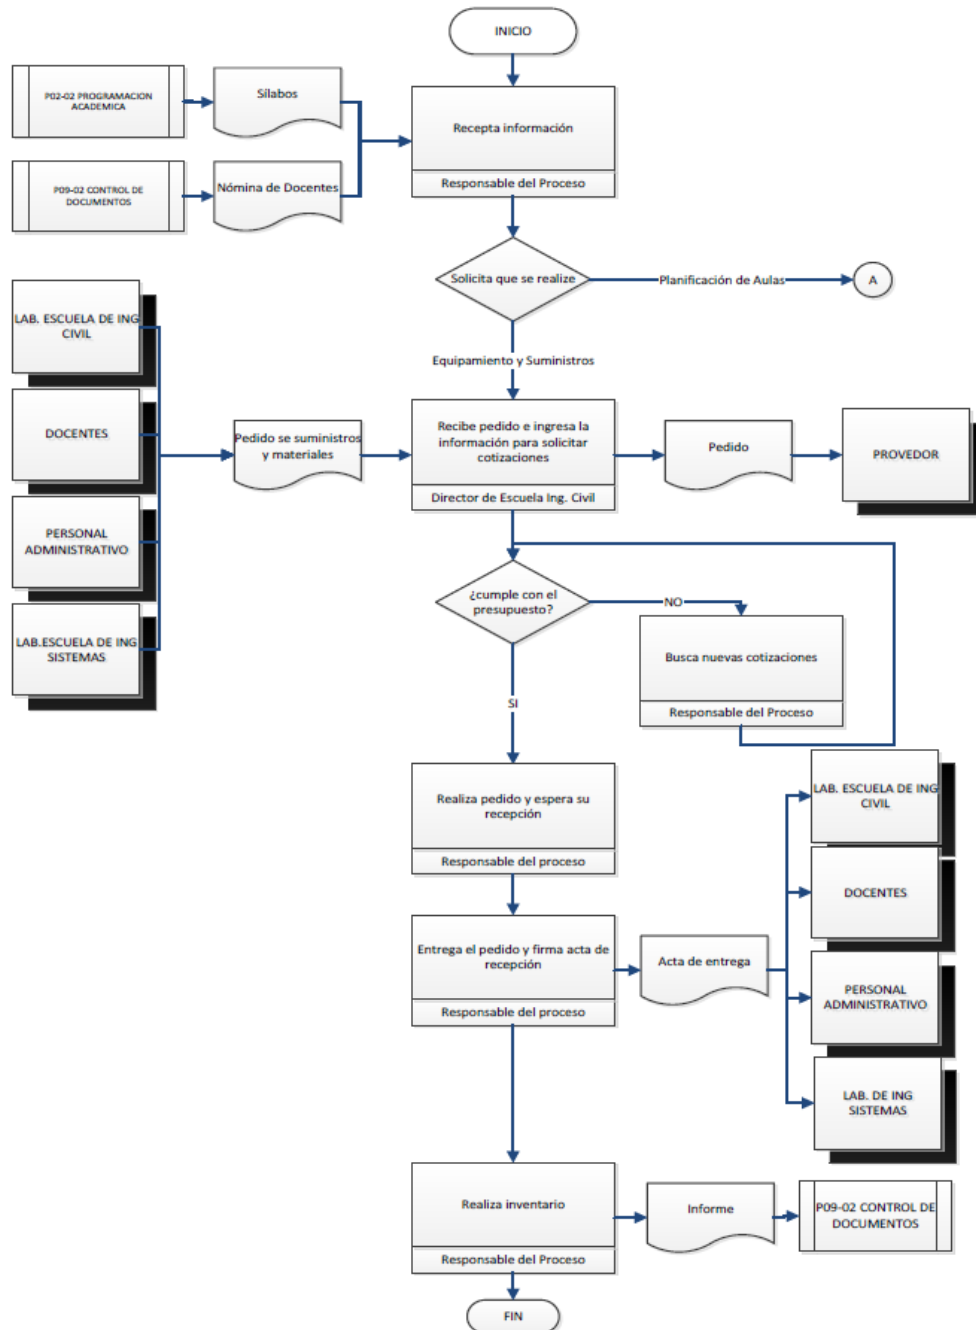 INICIO
P02-02 PROGRAMACION
ACADEMICA
Sílabos
Recepta información
Responsable del Proceso
P09-02 CONTROL DE
DOCUMENTOS
Nómina de Docentes
Solicita que se realize
Planificación de Aulas
A
Equipamiento y Suministros
LAB. ESCUELA DE ING
CIVIL
DOCENTES
PERSONAL
ADMINISTRATIVO
LAB.ESCUELA DE ING
SISTEMAS
Pedido se suministros
y materiales
Recibe pedido e ingresa la
información para solicitar
cotizaciones
Director de Escuela Ing. Civil
Pedido
PROVEDOR
¿cumple con el
presupuesto?
NO
Busca nuevas cotizaciones
Responsable del Proceso
SI
Realiza pedido y espera su
recepción
Responsable del proceso
Entrega el pedido y firma acta de
recepción
Responsable del proceso
Acta de entrega
LAB. ESCUELA DE ING
CIVIL
DOCENTES
PERSONAL
ADMINISTRATIVO
LAB. DE ING
SISTEMAS
Realiza inventario
Responsable del Proceso
Informe
P09-02 CONTROL DE
DOCUMENTOS
FIN